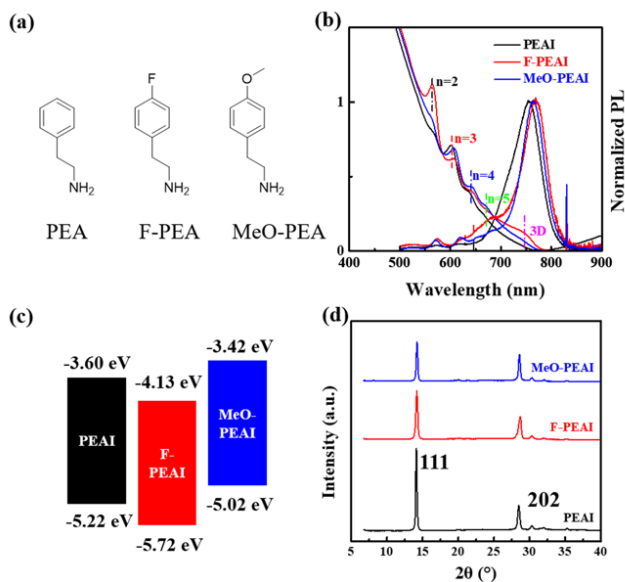 (a)
F
O
NH2
NH2
NH2
PEA
F-PEA
MeO-PEA
(b)
PEAI
F-PEAI
MeO-PEAI
n=2
n=3
n=4
n=5
3D
1
0
400
500
600
700
800
900
Wavelength (nm)
Normalized PL
(c)
-3.60 eV
-4.13 eV
-3.42 eV
PEAI
F-
PEAI
MeO-
PEAI
-5.22 eV
-5.72 eV
-5.02 eV
(d)
Intensity (a.u.)
MeO-PEAI
F-PEAI
111
202
PEAI
5
10
15
20
25
30
35
40
2θ (°)